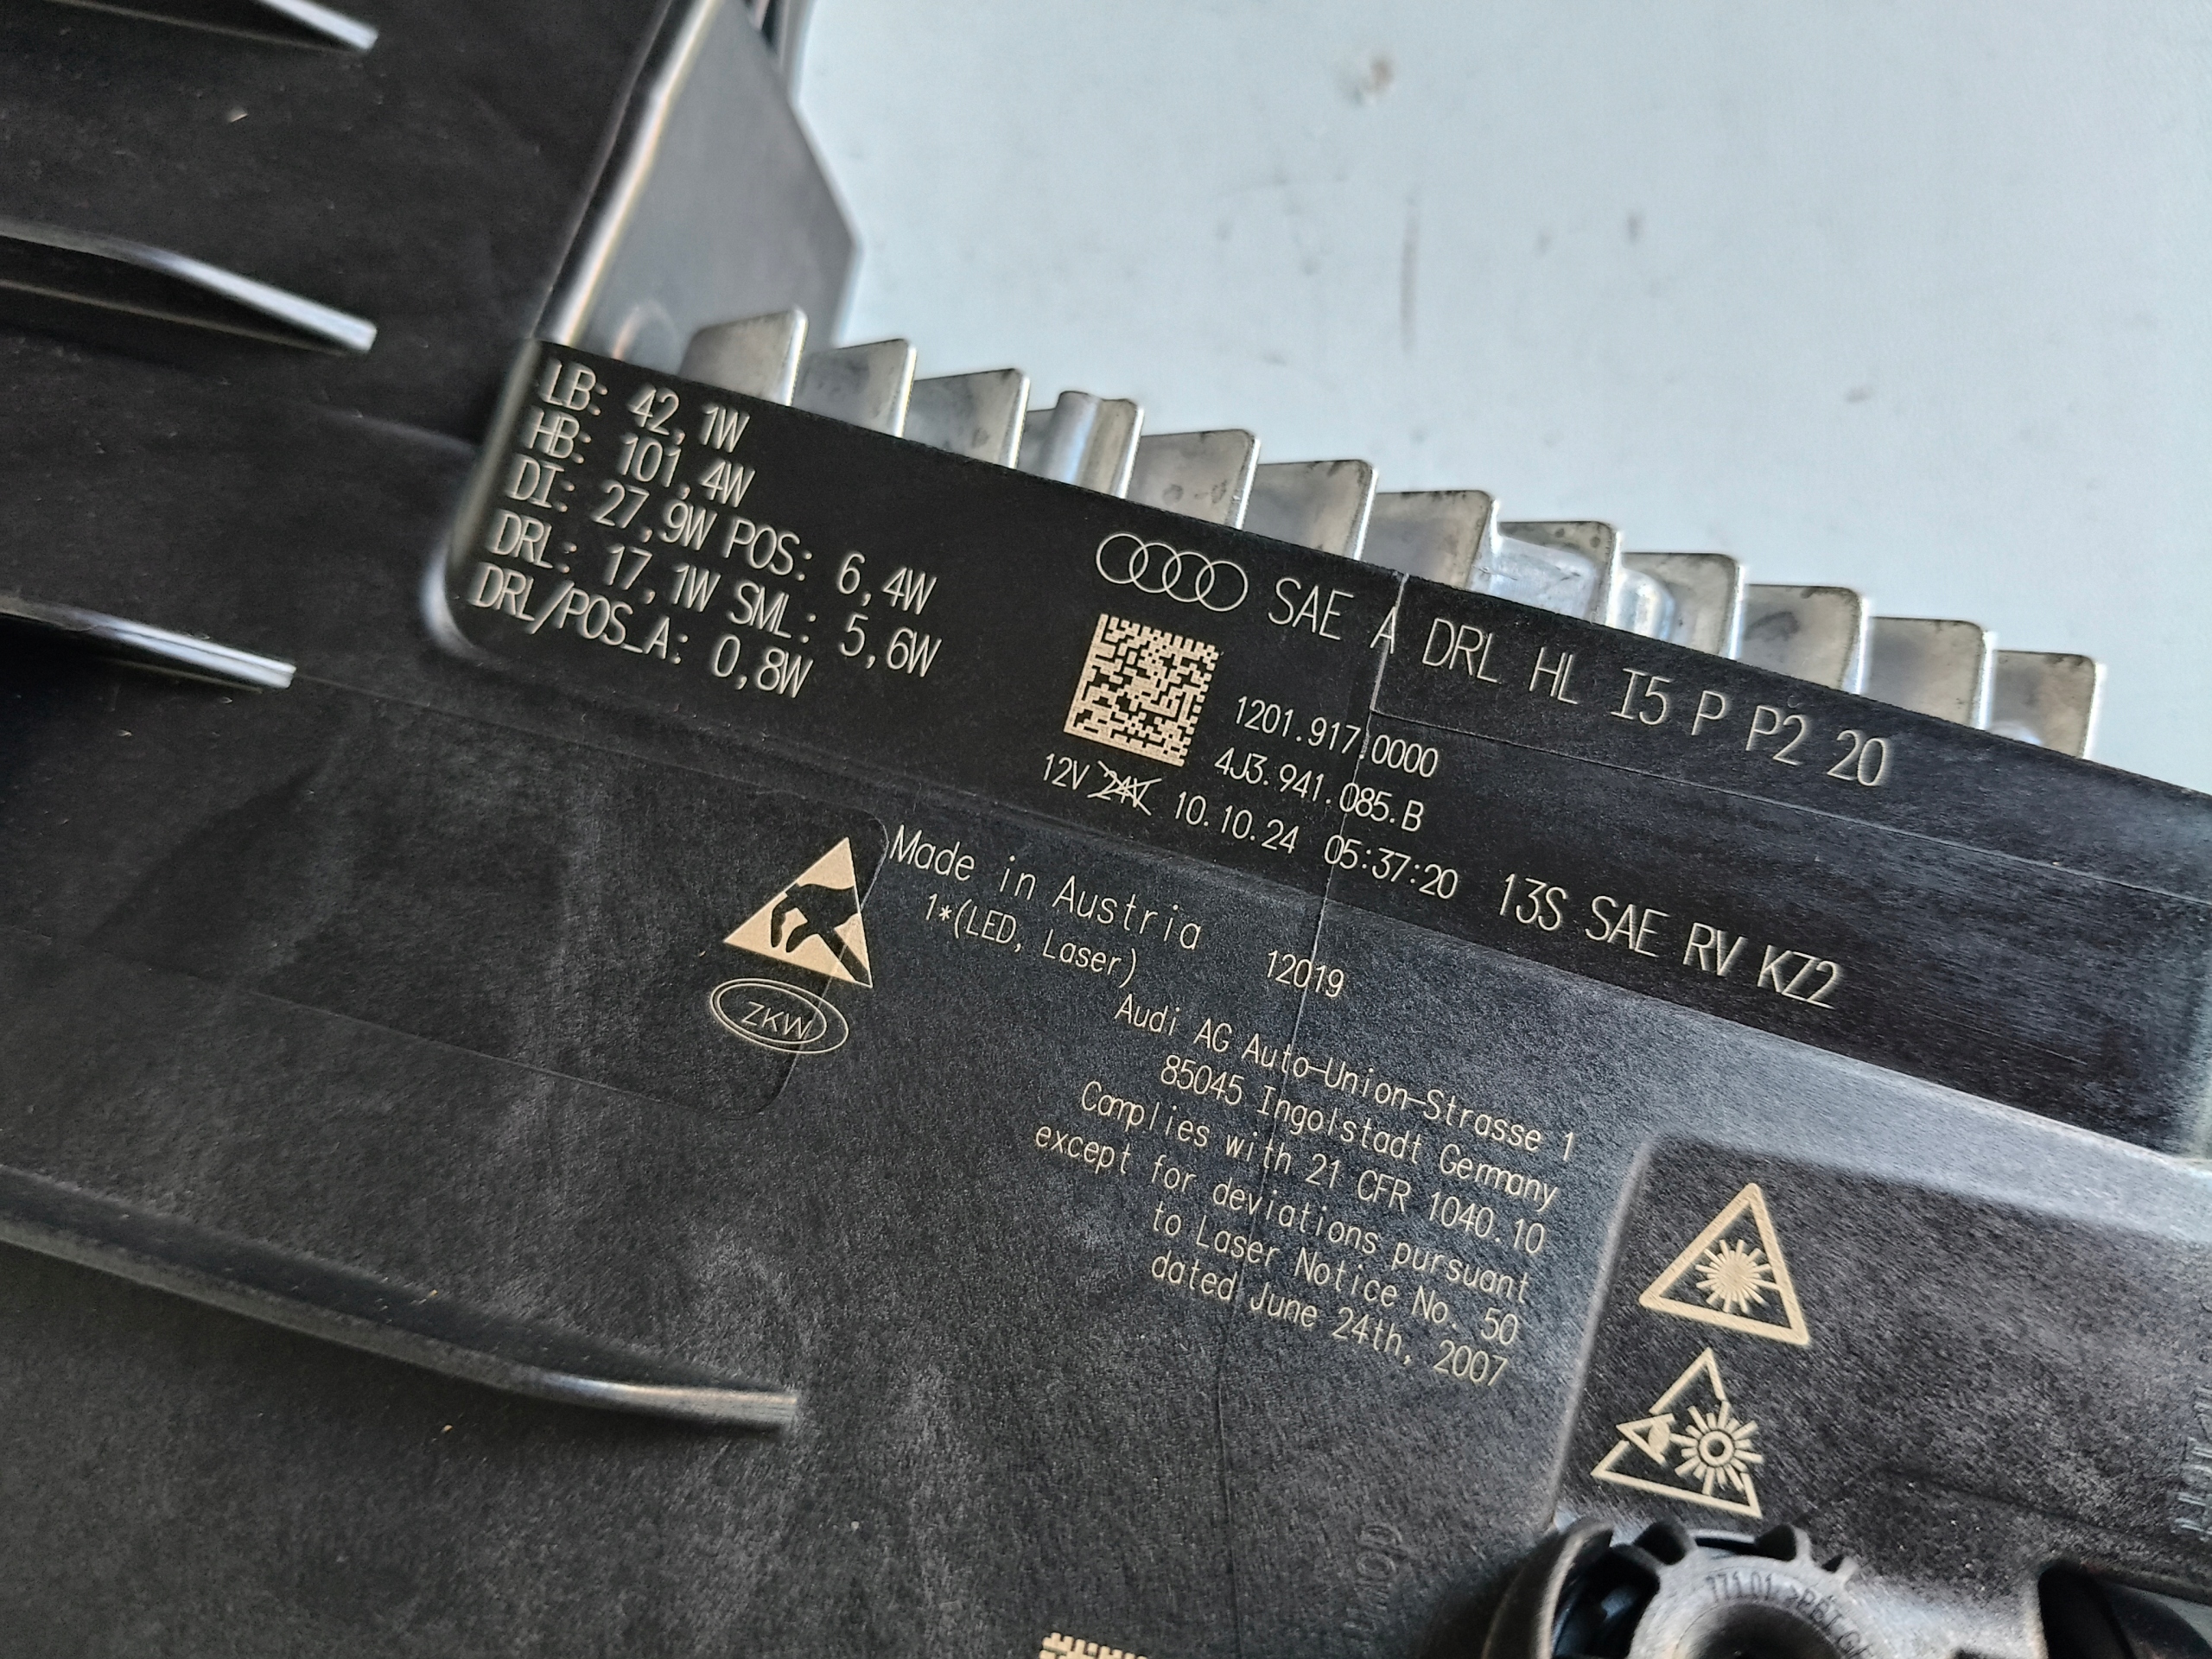 LB: 42,1W
HB: 101,4W
DI: 27,9W POS: 6,4W
DRL: 17,1W SML: 5,6W
DRL/POS_A: 0,8W
SAE A DRL HL I5 P P2 20
1201.917.0000
4J3.941.085.B
12V 24V 10.10.24 05:37:20 13S SAE RV KZ2
Made in Austria 12019
1*(LED, Laser)
ZKW
Audi AG Auto-Union-Strasse 1
85045 Ingolstadt Germany
Complies with 21 CFR 1040.10
except for deviations pursuant
to Laser Notice No. 50
dated June 24th, 2007